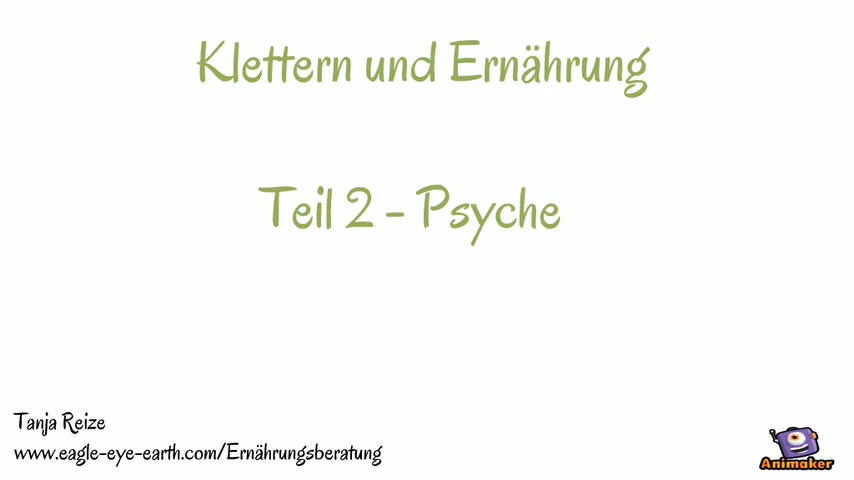 Klettern und Ernährung
Teil 2 - Psyche
Tanja Reize
www.eagle-eye-earth.com/Ernährungsberatung
Animaker